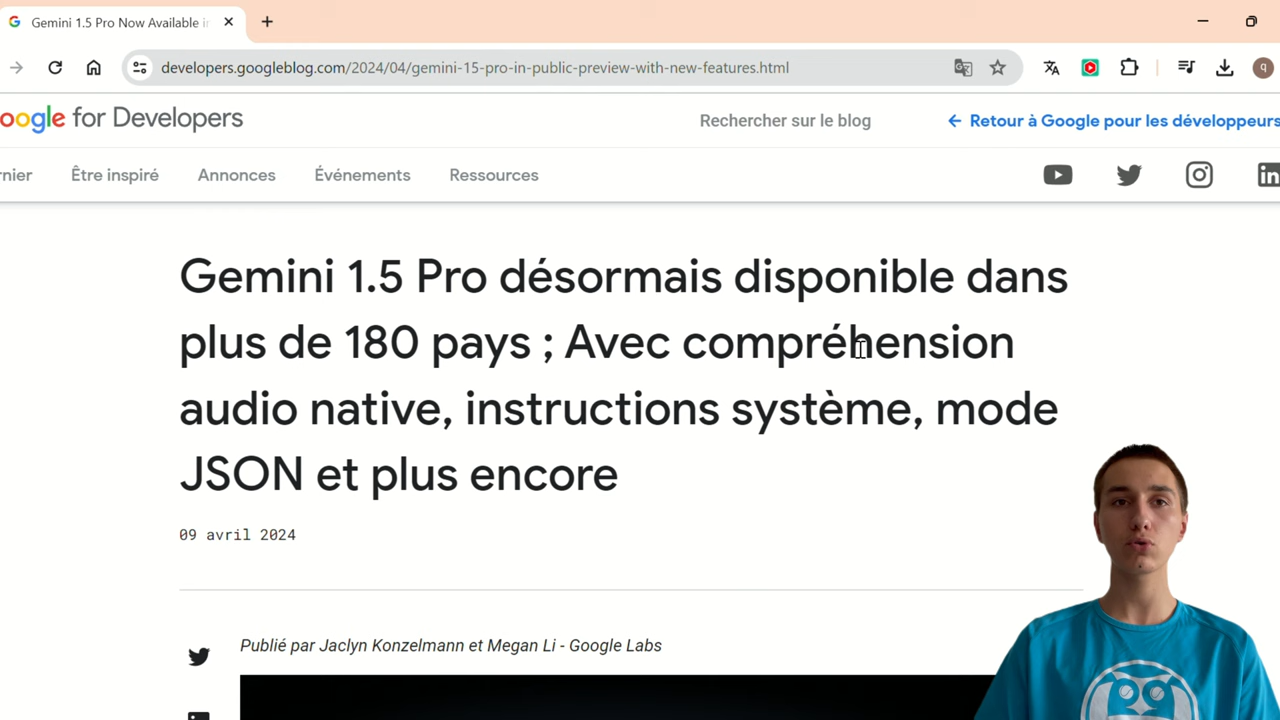 Gemini 1.5 Pro Now Available in
developers.googleblog.com/2024/04/gemini-15-pro-in-public-preview-with-new-features.html
q
oogle for Developers
Rechercher sur le blog
← Retour à Google pour les développeurs
rnier
Être inspiré
Annonces
Événements
Ressources
Gemini 1.5 Pro désormais disponible dans
plus de 180 pays ; Avec compréhension
audio native, instructions système, mode
JSON et plus encore
09 avril 2024
Publié par Jaclyn Konzelmann et Megan Li - Google Labs